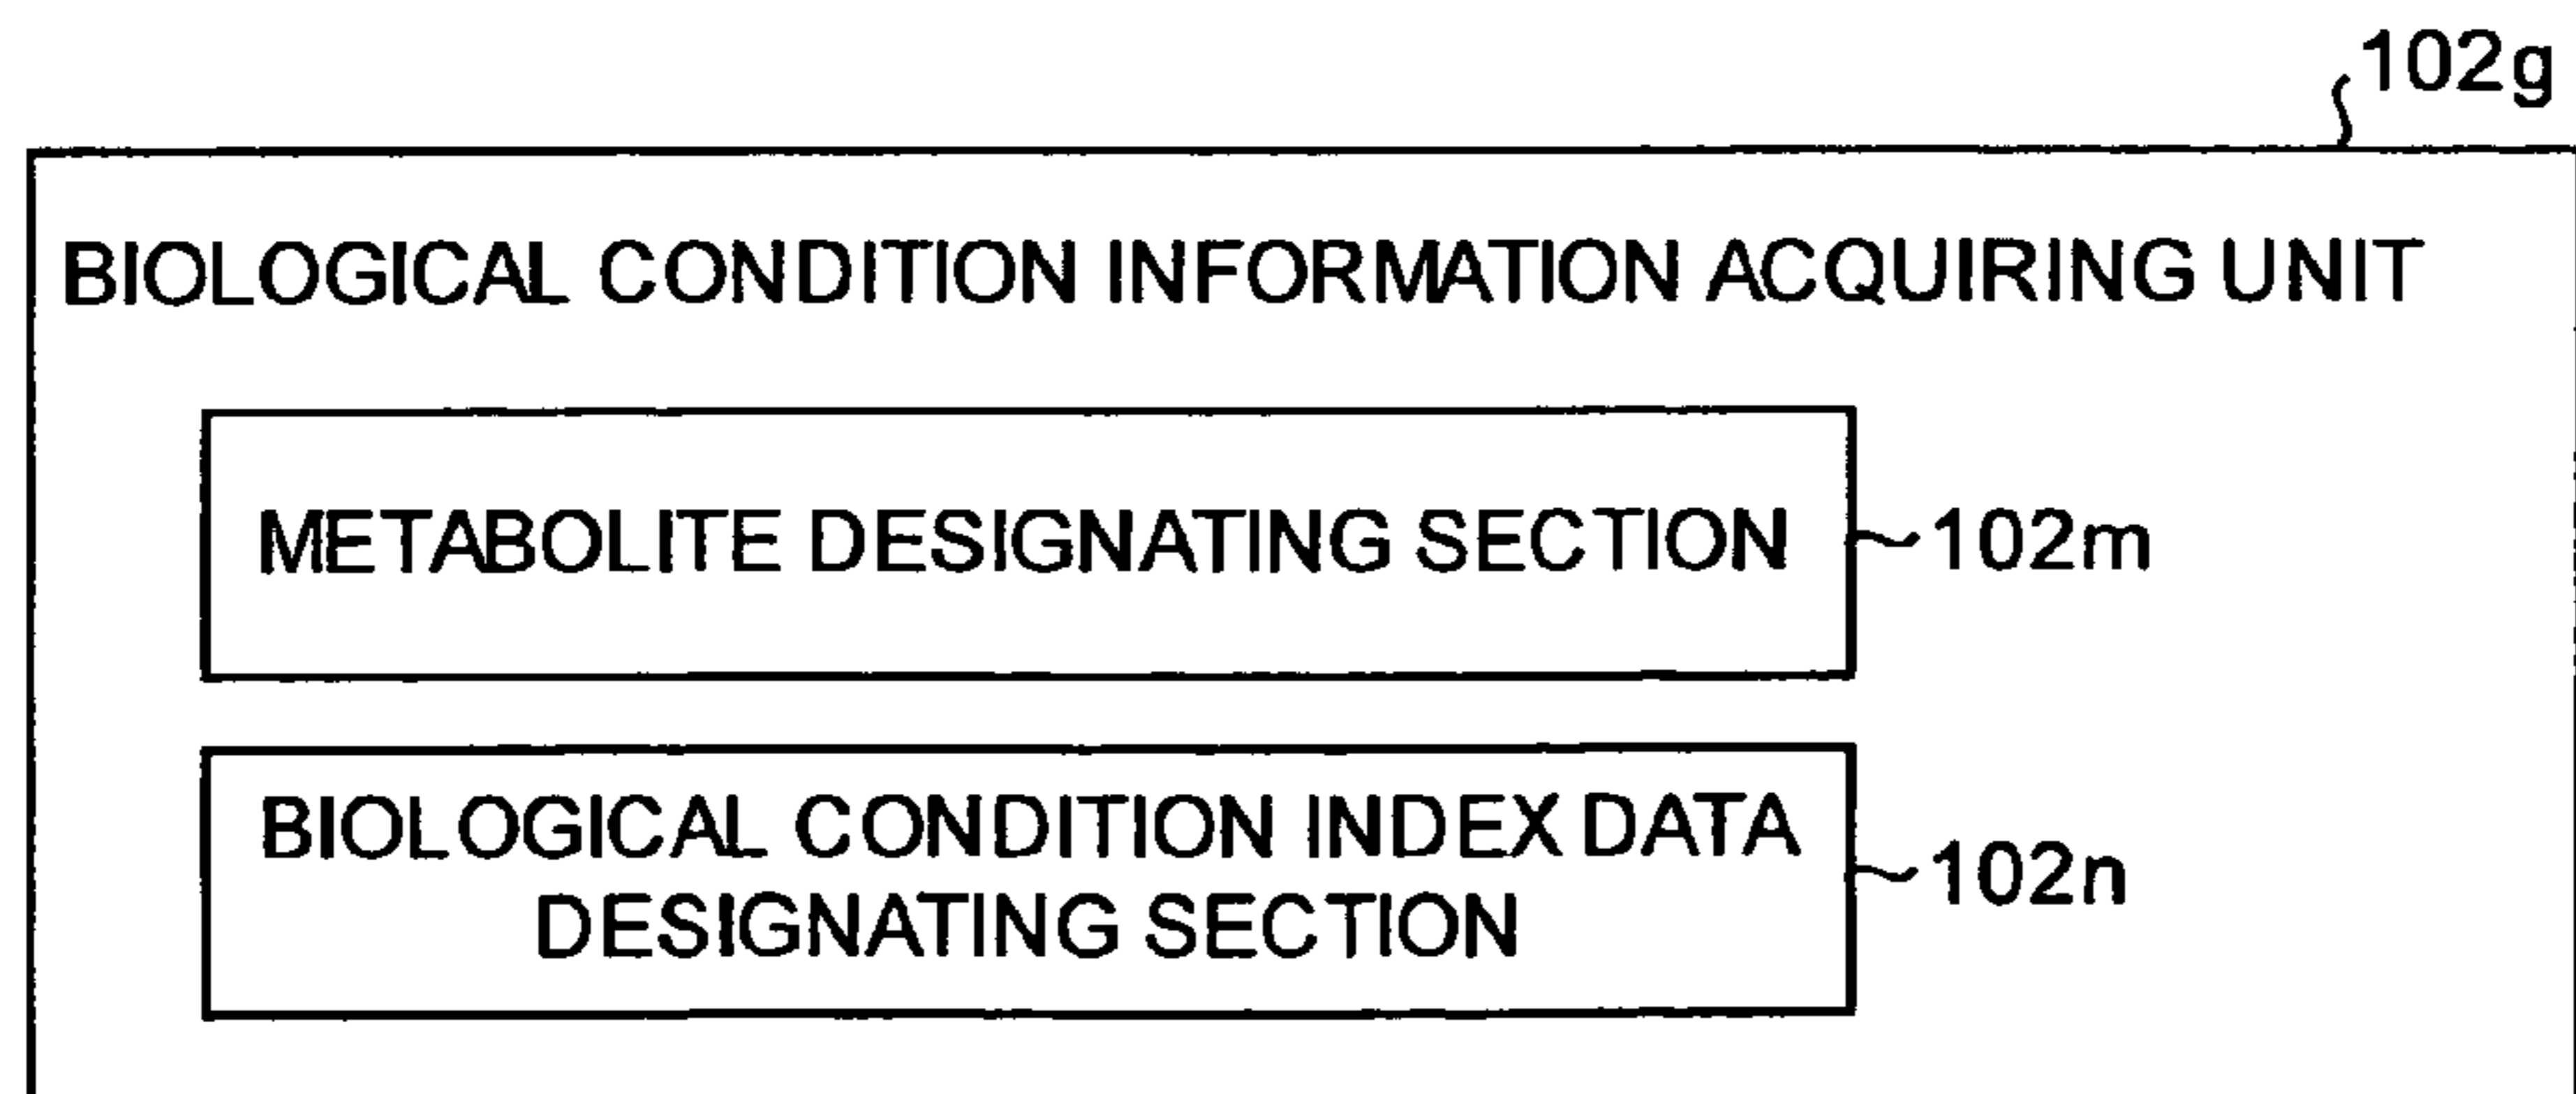 102g
BIOLOGICAL CONDITION INFORMATION ACQUIRING UNIT
METABOLITE DESIGNATING SECTION
102m
BIOLOGICAL CONDITION INDEX DATA
DESIGNATING SECTION
102n